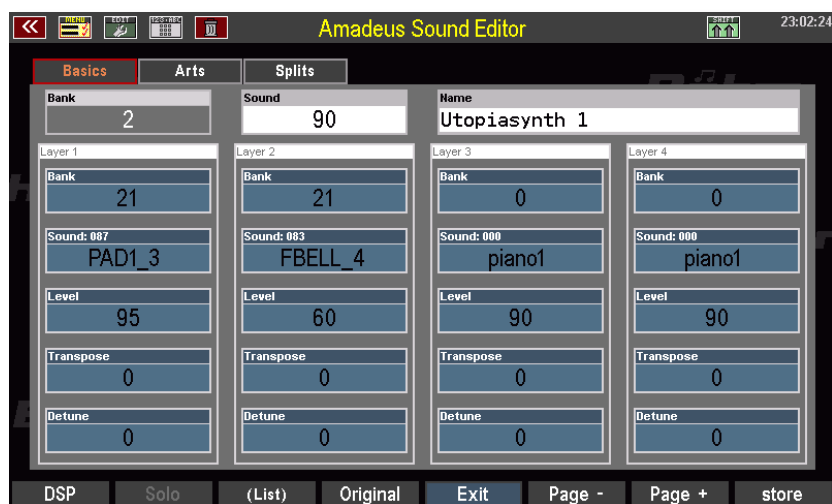 MENU EDIT 123:ABC Amadeus Sound Editor SHIFT 23:02:24
Basics Arts Splits
Bank Sound Name
2 90 Utopiasynth 1
Layer 1 Layer 2 Layer 3 Layer 4
Bank Bank Bank Bank
21 21 0 0
Sound: 087 Sound: 083 Sound: 000 Sound: 000
PAD1_3 FBELL_4 piano1 piano1
Level Level Level Level
95 60 90 90
Transpose Transpose Transpose Transpose
0 0 0 0
Detune Detune Detune Detune
0 0 0 0
DSP Solo (List) Original Exit Page - Page + store